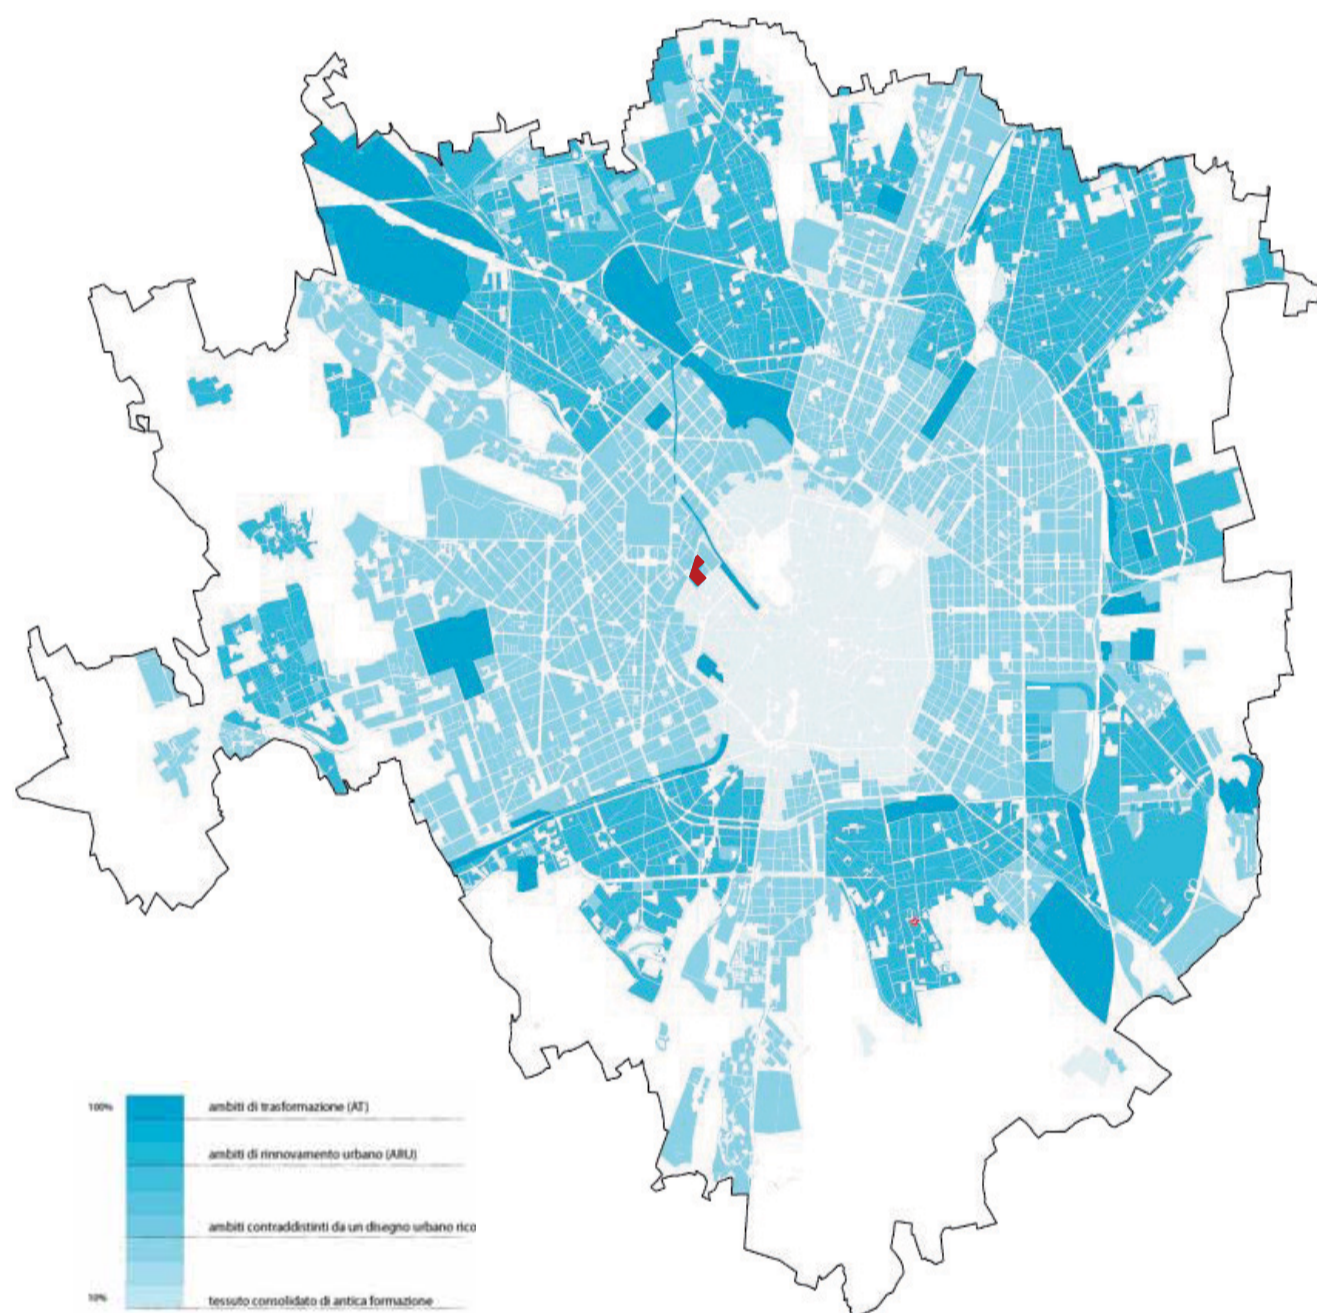 100%
ambiti di trasformazione (AT)
ambiti di rinnovamento urbano (ARU)
ambiti contraddistinti da un disegno urbano rico
10%
tessuto consolidato di antica formazione